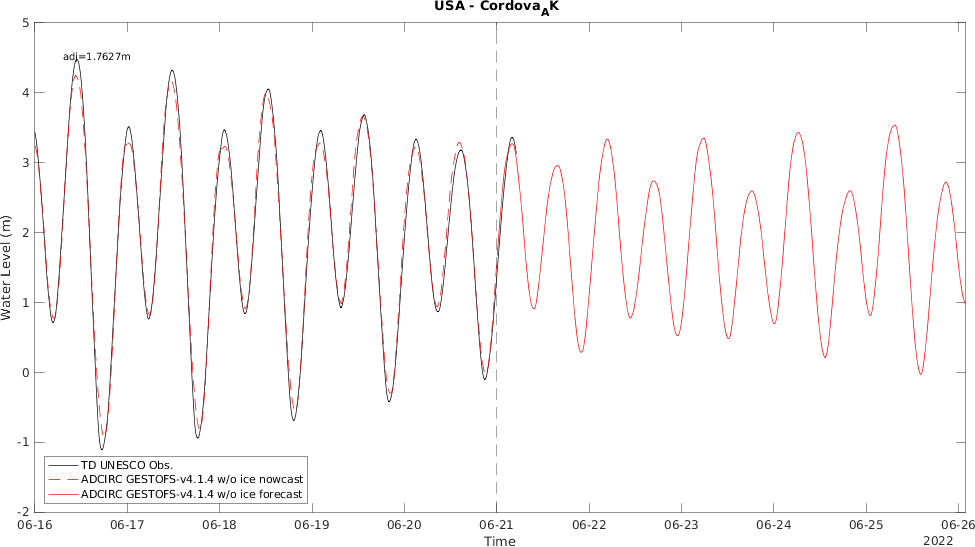 USA - Cordova_AK
adj=1.7627m
5
4
3
2
1
0
-1
-2
Water Level (m)
TD UNESCO Obs.
ADCIRC GESTOFS-v4.1.4 w/o ice nowcast
ADCIRC GESTOFS-v4.1.4 w/o ice forecast
06-16 06-17 06-18 06-19 06-20 06-21 06-22 06-23 06-24 06-25 06-26
Time
2022